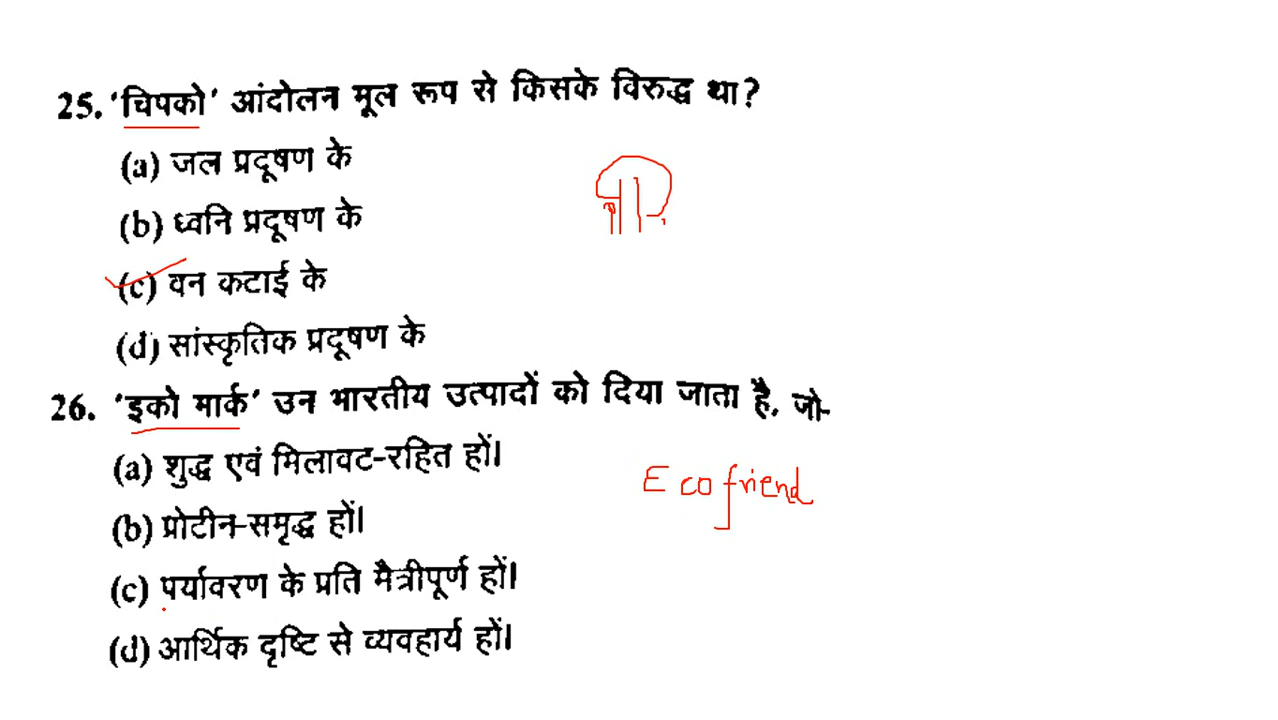 25. 'चिपको' आंदोलन मूल रूप से किसके विरुद्ध था?
(a) जल प्रदूषण के
(b) ध्वनि प्रदूषण के
(c) वन कटाई के
(d) सांस्कृतिक प्रदूषण के
26. 'इको मार्क' उन भारतीय उत्पादों को दिया जाता है, जो-
(a) शुद्ध एवं मिलावट-रहित हों।
Eco friend
(b) प्रोटीन-समृद्ध हों।
(c) पर्यावरण के प्रति मैत्रीपूर्ण हों।
(d) आर्थिक दृष्टि से व्यवहार्य हों।